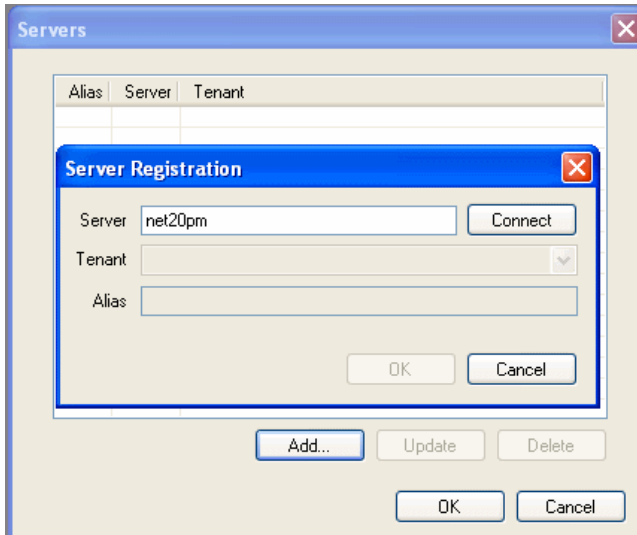 Servers
Alias Server Tenant
Server Registration
Server net20pm Connect
Tenant
Alias
OK Cancel
Add... Update Delete
OK Cancel